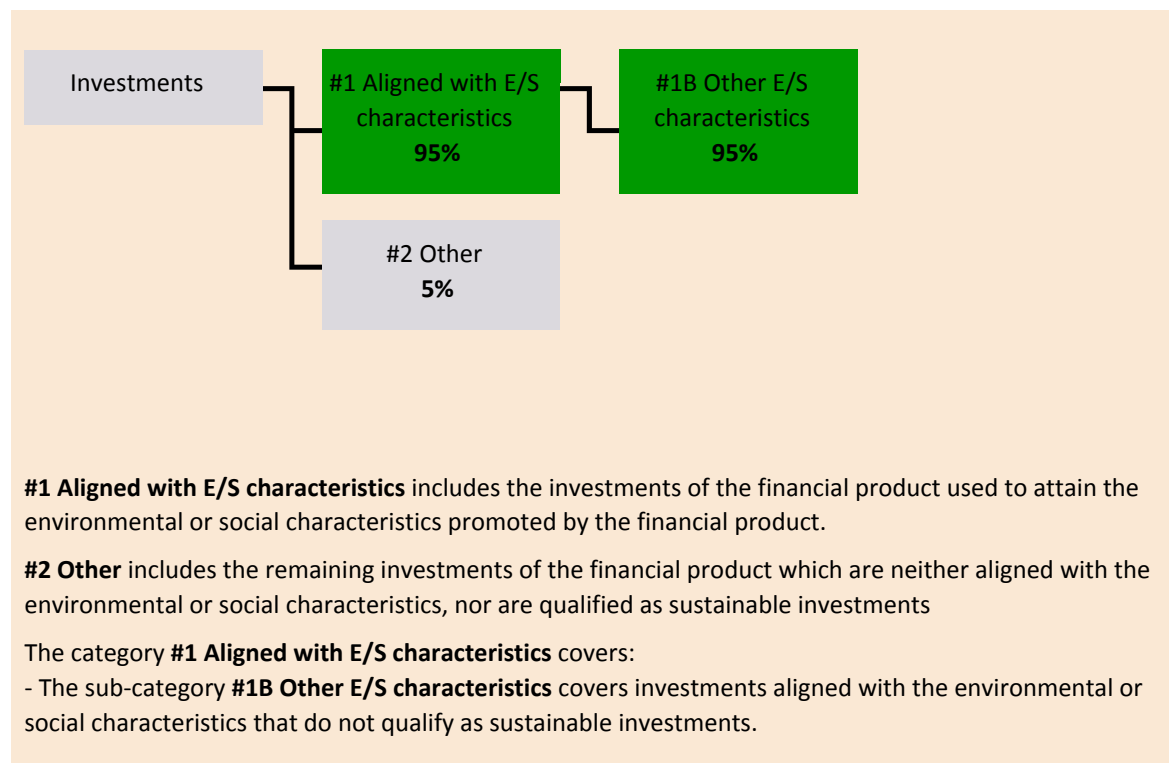 Investments
#1 Aligned with E/S
characteristics
95%
#1B Other E/S
characteristics
95%
#2 Other
5%
#1 Aligned with E/S characteristics includes the investments of the financial product used to attain the
environmental or social characteristics promoted by the financial product.
#2 Other includes the remaining investments of the financial product which are neither aligned with the
environmental or social characteristics, nor are qualified as sustainable investments
The category #1 Aligned with E/S characteristics covers:
- The sub-category #1B Other E/S characteristics covers investments aligned with the environmental or
social characteristics that do not qualify as sustainable investments.